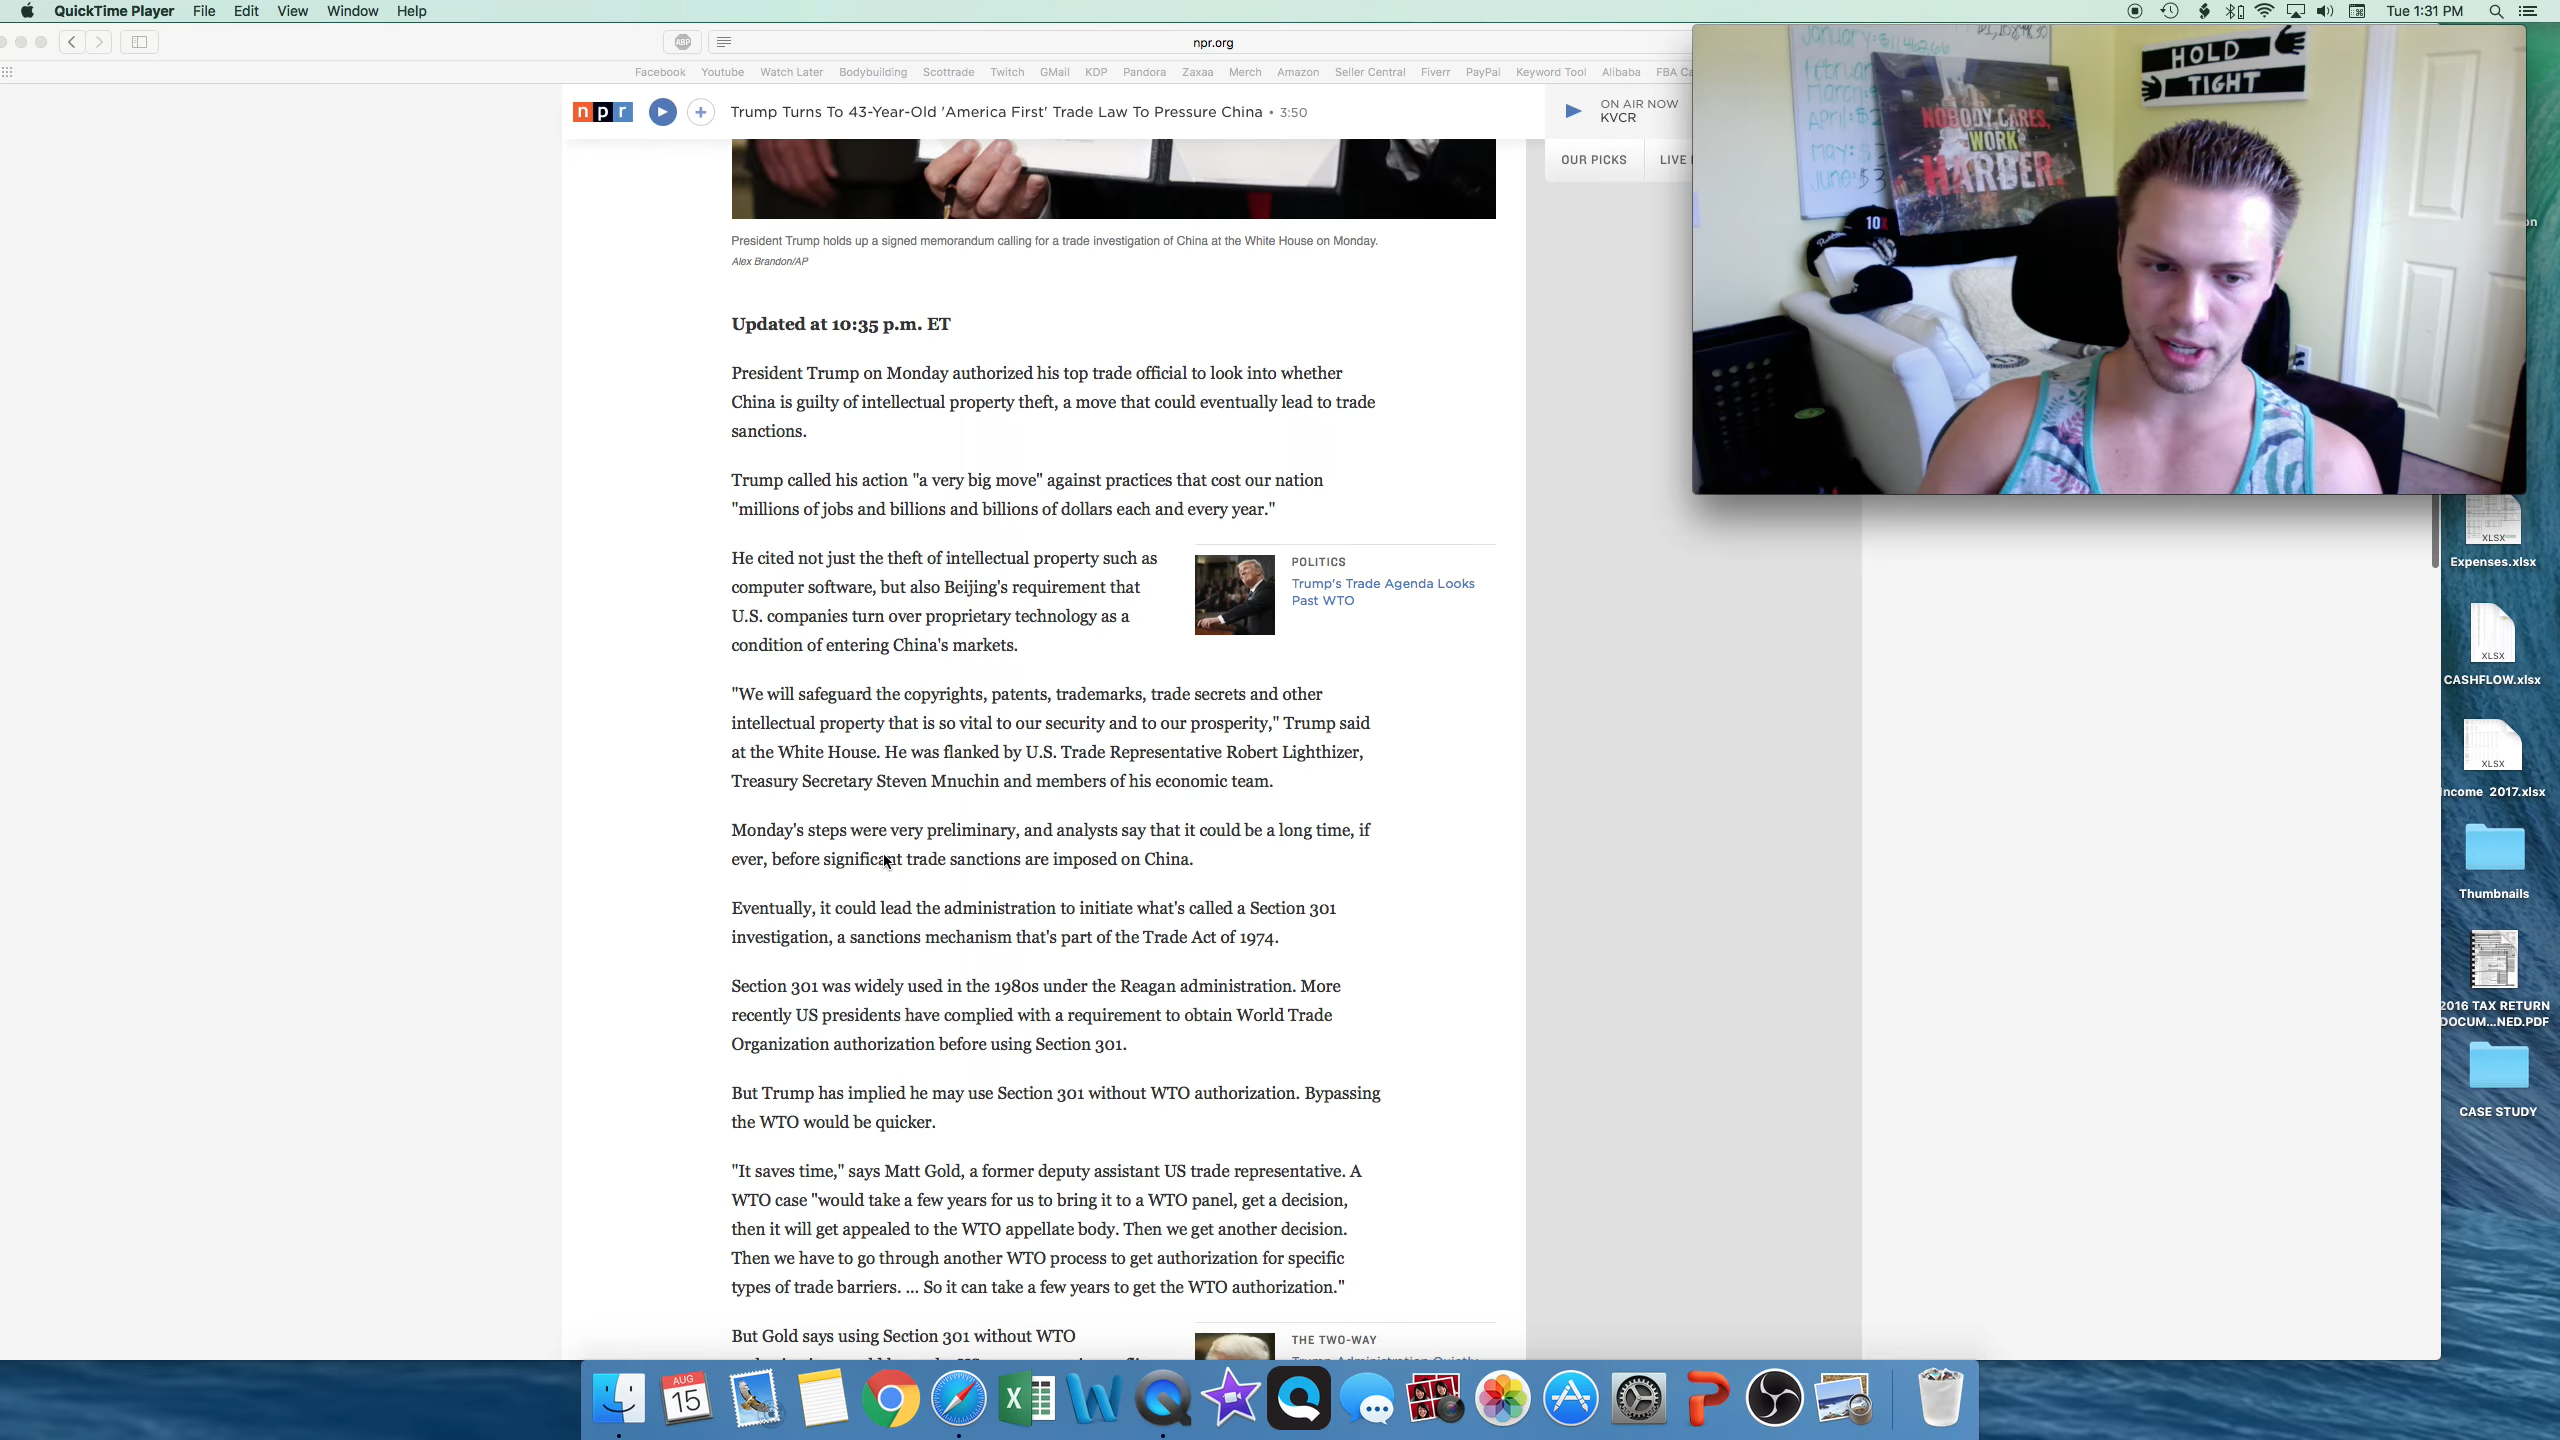 QuickTime Player File Edit View Window Help
Tue 1:31 PM
ABP
npr.org
Facebook Youtube Watch Later Bodybuilding Scottrade Twitch GMail KDP Pandora Zaxaa Merch Amazon Seller Central Fiverr PayPal Keyword Tool Alibaba FBA
npr
Trump Turns To 43-Year-Old 'America First' Trade Law To Pressure China • 3:50
ON AIR NOW
KVCR
OUR PICKS LIVE
HOLD
TIGHT
NOBODY CARES,
WORK
HARDER.
10X
President Trump holds up a signed memorandum calling for a trade investigation of China at the White House on Monday.
Alex Brandon/AP
Updated at 10:35 p.m. ET
President Trump on Monday authorized his top trade official to look into whether
China is guilty of intellectual property theft, a move that could eventually lead to trade
sanctions.
Trump called his action "a very big move" against practices that cost our nation
"millions of jobs and billions and billions of dollars each and every year."
He cited not just the theft of intellectual property such as
computer software, but also Beijing's requirement that
U.S. companies turn over proprietary technology as a
condition of entering China's markets.
POLITICS
Trump's Trade Agenda Looks
Past WTO
"We will safeguard the copyrights, patents, trademarks, trade secrets and other
intellectual property that is so vital to our security and to our prosperity," Trump said
at the White House. He was flanked by U.S. Trade Representative Robert Lighthizer,
Treasury Secretary Steven Mnuchin and members of his economic team.
Monday's steps were very preliminary, and analysts say that it could be a long time, if
ever, before significant trade sanctions are imposed on China.
Eventually, it could lead the administration to initiate what's called a Section 301
investigation, a sanctions mechanism that's part of the Trade Act of 1974.
Section 301 was widely used in the 1980s under the Reagan administration. More
recently US presidents have complied with a requirement to obtain World Trade
Organization authorization before using Section 301.
But Trump has implied he may use Section 301 without WTO authorization. Bypassing
the WTO would be quicker.
"It saves time," says Matt Gold, a former deputy assistant US trade representative. A
WTO case "would take a few years for us to bring it to a WTO panel, get a decision,
then it will get appealed to the WTO appellate body. Then we get another decision.
Then we have to go through another WTO process to get authorization for specific
types of trade barriers. ... So it can take a few years to get the WTO authorization."
But Gold says using Section 301 without WTO
THE TWO-WAY
XLSX
Expenses.xlsx
XLSX
CASHFLOW.xlsx
XLSX
ncome 2017.xlsx
Thumbnails
2016 TAX RETURN
DOCUM...NED.PDF
CASE STUDY
AUG
15